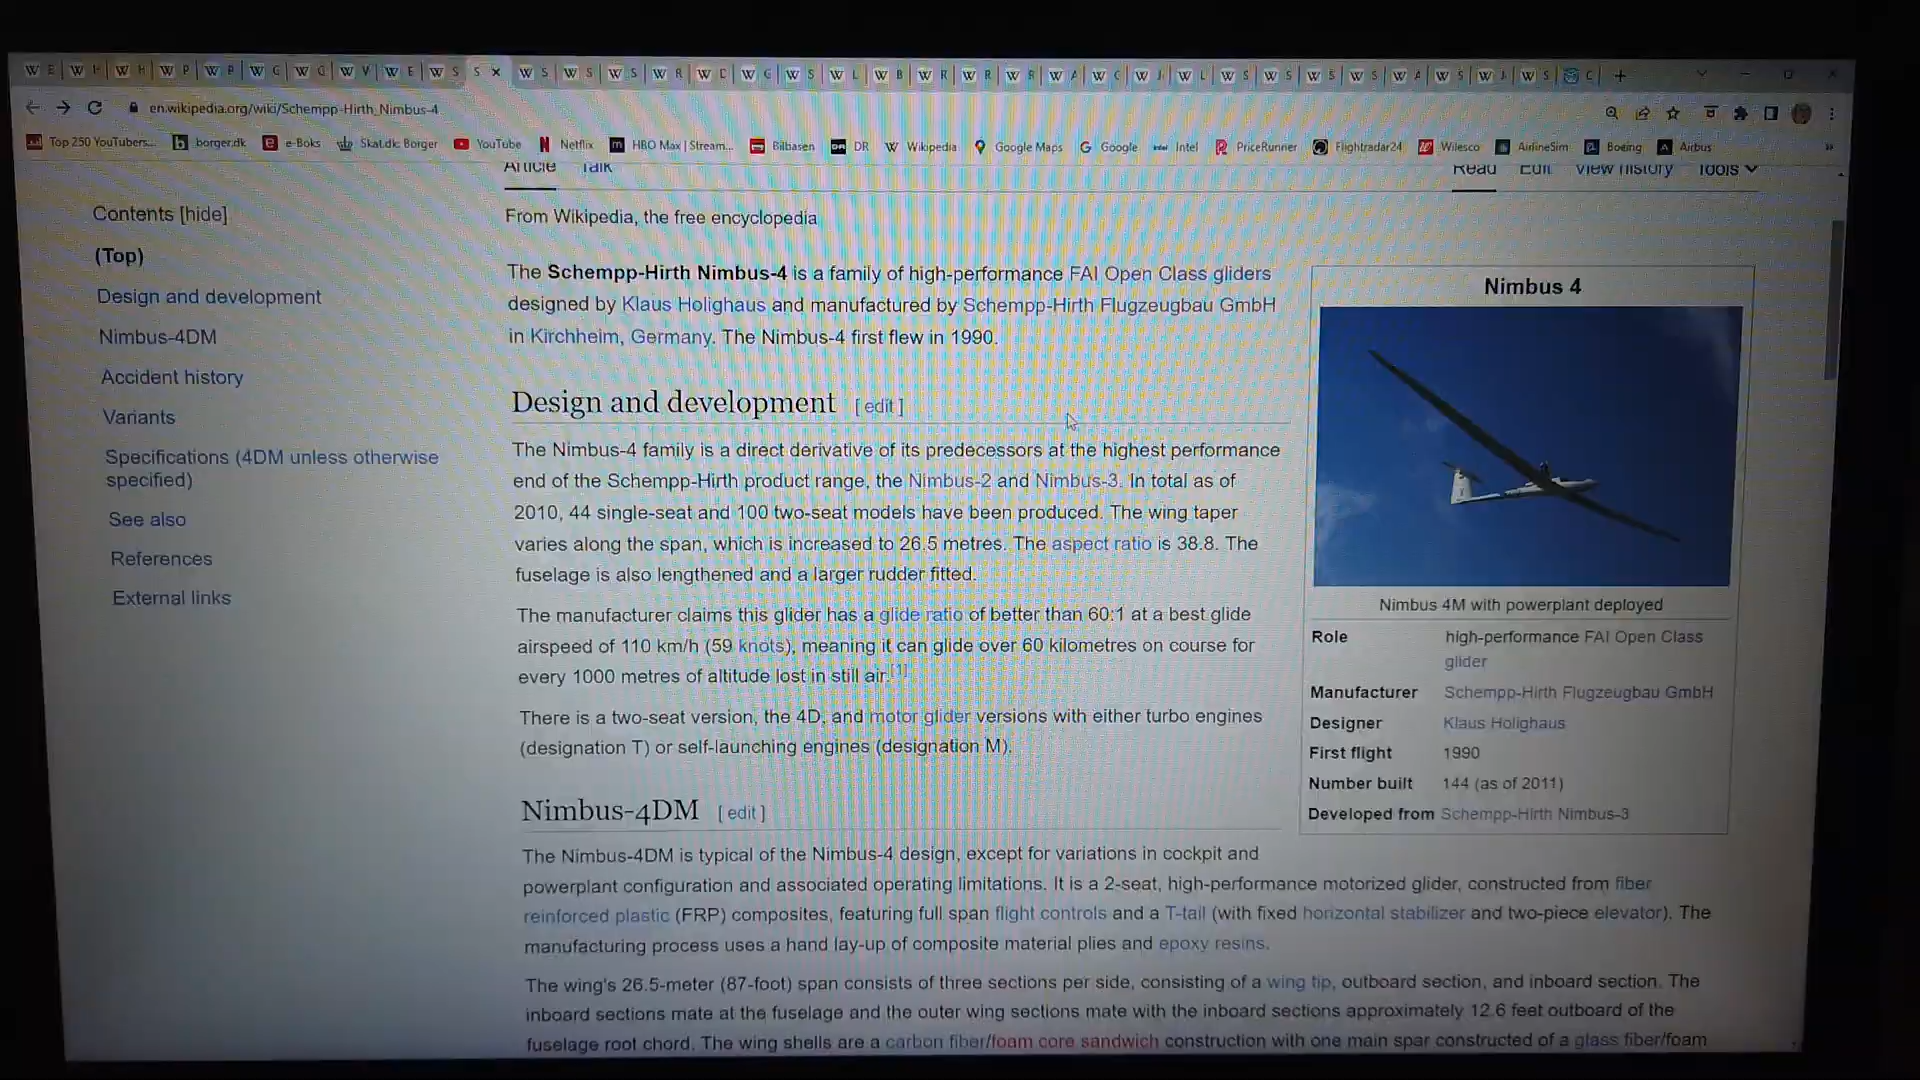 en.wikipedia.org/wiki/Schempp-Hirth_Nimbus-4
Top 250 YouTubers... borger.dk e-Boks Skat.dk: Borger YouTube Netflix HBO Max | Stream... Bilbasen DR Wikipedia Google Maps Google Intel PriceRunner Flightradar24 Wilesco AirlineSim Boeing Airbus »
Article Talk Read Edit View history Tools
Contents [hide]
(Top)
Design and development
Nimbus-4DM
Accident history
Variants
Specifications (4DM unless otherwise
specified)
See also
References
External links
From Wikipedia, the free encyclopedia
The Schempp-Hirth Nimbus-4 is a family of high-performance FAI Open Class gliders
designed by Klaus Holighaus and manufactured by Schempp-Hirth Flugzeugbau GmbH
in Kirchheim, Germany. The Nimbus-4 first flew in 1990.
Design and development [ edit ]
The Nimbus-4 family is a direct derivative of its predecessors at the highest performance
end of the Schempp-Hirth product range, the Nimbus-2 and Nimbus-3. In total as of
2010, 44 single-seat and 100 two-seat models have been produced. The wing taper
varies along the span, which is increased to 26.5 metres. The aspect ratio is 38.8. The
fuselage is also lengthened and a larger rudder fitted.
The manufacturer claims this glider has a glide ratio of better than 60:1 at a best glide
airspeed of 110 km/h (59 knots), meaning it can glide over 60 kilometres on course for
every 1000 metres of altitude lost in still air.[1]
There is a two-seat version, the 4D, and motor glider versions with either turbo engines
(designation T) or self-launching engines (designation M).
Nimbus 4
Nimbus 4M with powerplant deployed
Role high-performance FAI Open Class
glider
Manufacturer Schempp-Hirth Flugzeugbau GmbH
Designer Klaus Holighaus
First flight 1990
Number built 144 (as of 2011)
Developed from Schempp-Hirth Nimbus-3
Nimbus-4DM [ edit ]
The Nimbus-4DM is typical of the Nimbus-4 design, except for variations in cockpit and
powerplant configuration and associated operating limitations. It is a 2-seat, high-performance motorized glider, constructed from fiber
reinforced plastic (FRP) composites, featuring full span flight controls and a T-tail (with fixed horizontal stabilizer and two-piece elevator). The
manufacturing process uses a hand lay-up of composite material plies and epoxy resins.
The wing's 26.5-meter (87-foot) span consists of three sections per side, consisting of a wing tip, outboard section, and inboard section. The
inboard sections mate at the fuselage and the outer wing sections mate with the inboard sections approximately 12.6 feet outboard of the
fuselage root chord. The wing shells are a carbon fiber/foam core sandwich construction with one main spar constructed of a glass fiber/foam